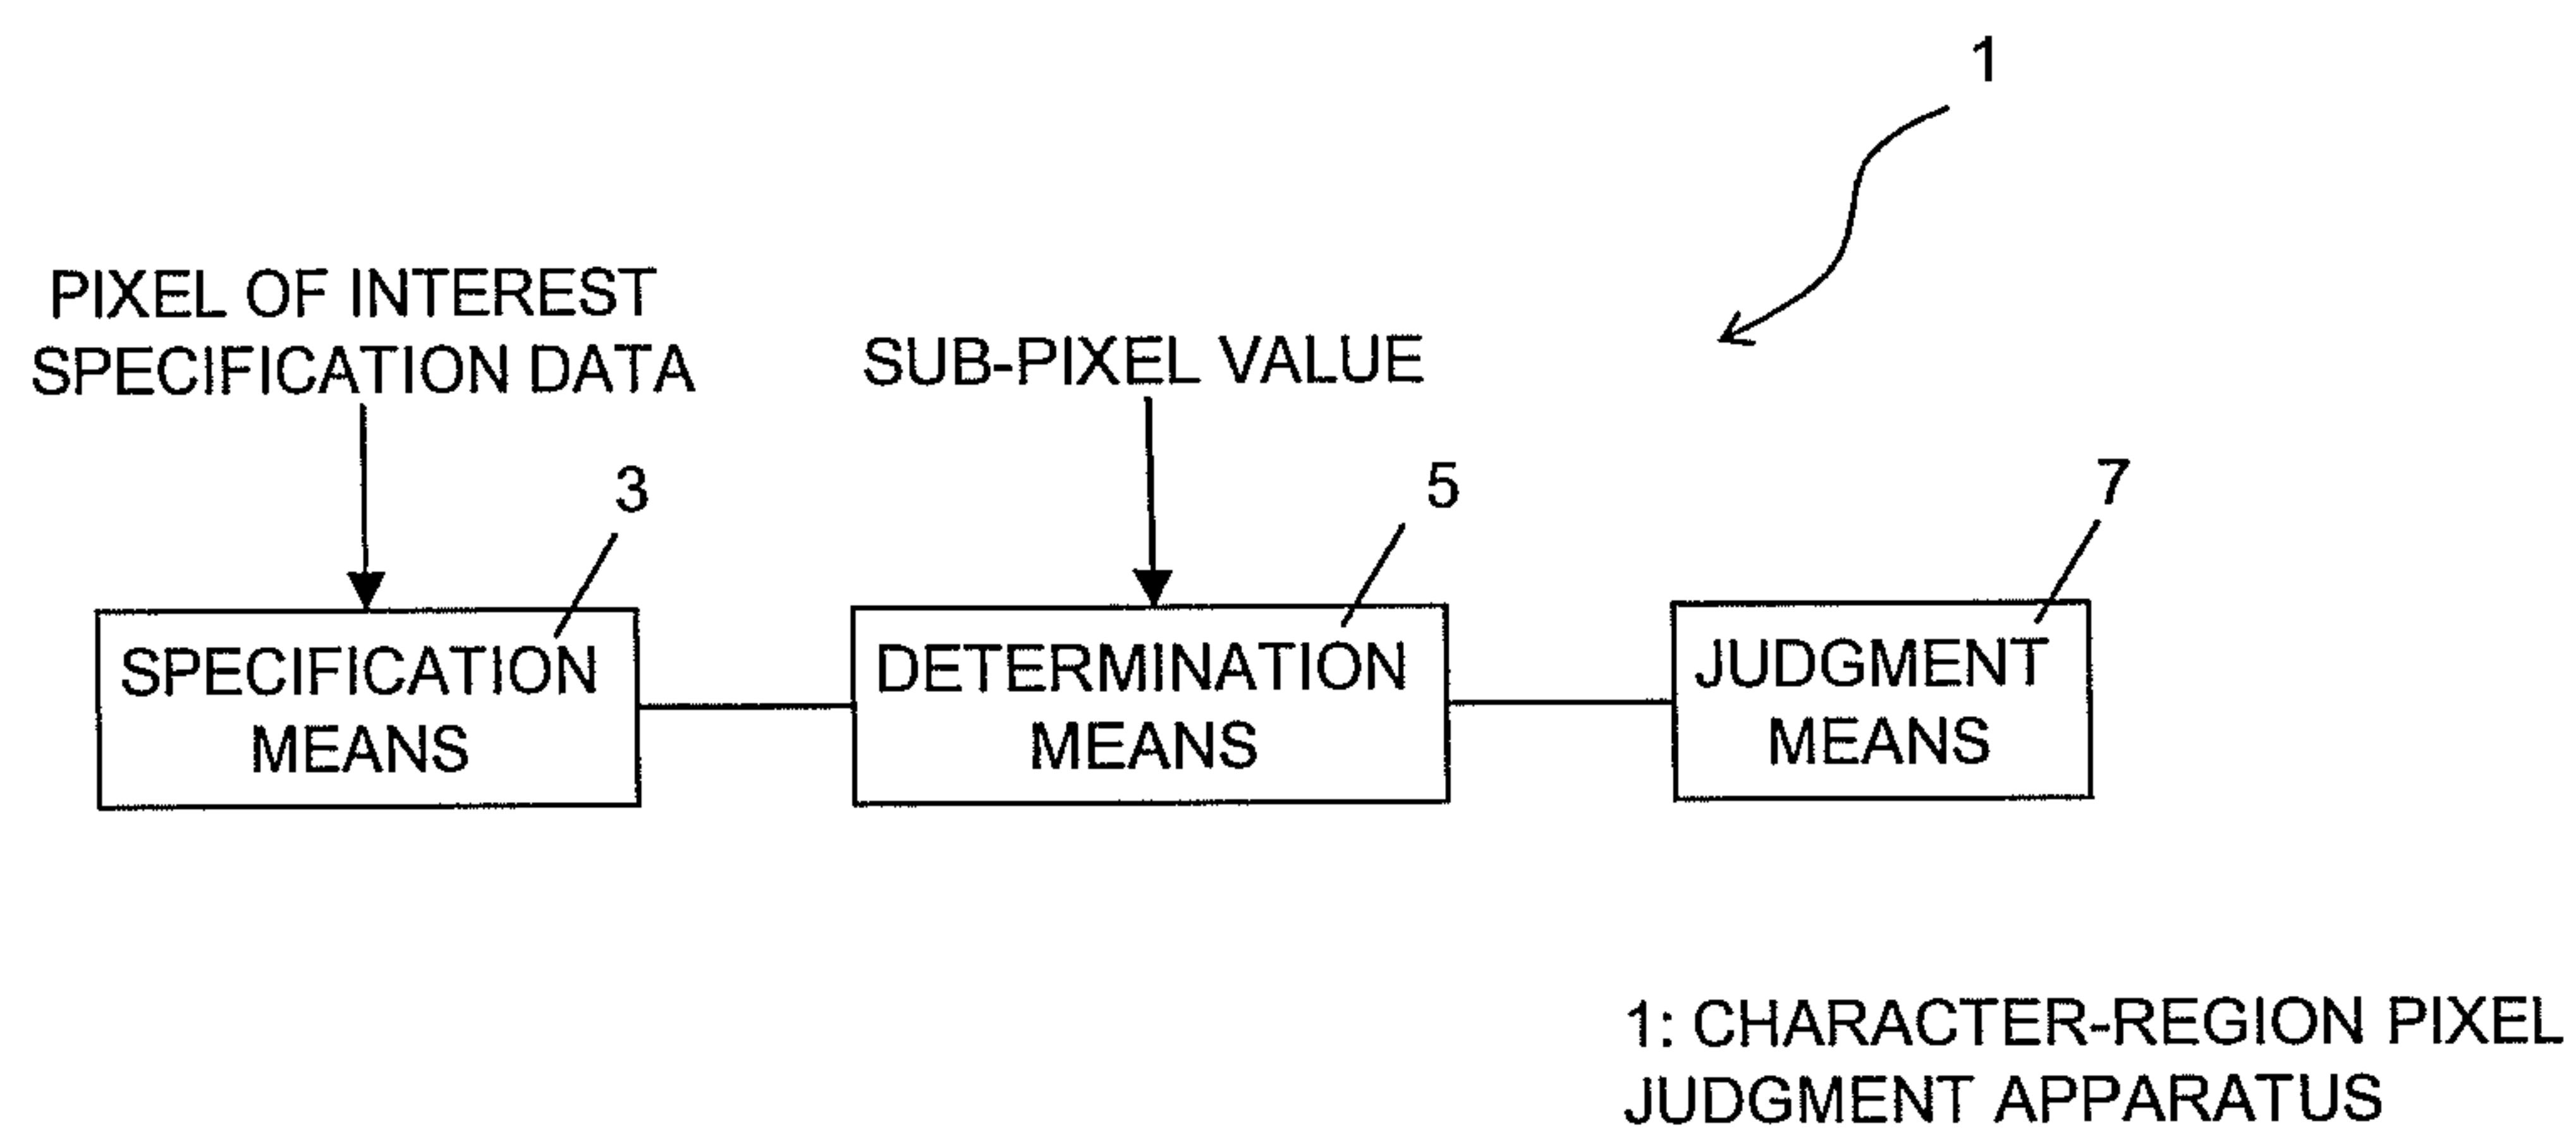 1
PIXEL OF INTEREST
SPECIFICATION DATA
SUB-PIXEL VALUE
3
5
7
SPECIFICATION
MEANS
DETERMINATION
MEANS
JUDGMENT
MEANS
1: CHARACTER-REGION PIXEL
JUDGMENT APPARATUS